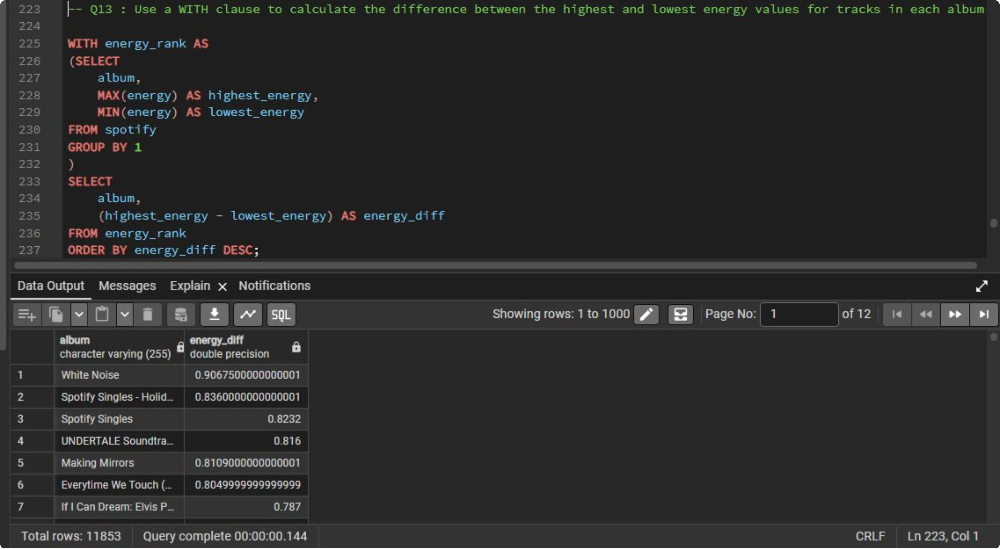 223 -- Q13 : Use a WITH clause to calculate the difference between the highest and lowest energy values for tracks in each album
224
225 WITH energy_rank AS
226 (SELECT
227 album,
228 MAX(energy) AS highest_energy,
229 MIN(energy) AS lowest_energy
230 FROM spotify
231 GROUP BY 1
232 )
233 SELECT
234 album,
235 (highest_energy - lowest_energy) AS energy_diff
236 FROM energy_rank
237 ORDER BY energy_diff DESC;
Data Output Messages Explain × Notifications
SQL Showing rows: 1 to 1000 Page No: 1 of 12
album energy_diff
character varying (255) double precision
1 White Noise 0.9067500000000001
2 Spotify Singles - Holid... 0.8360000000000001
3 Spotify Singles 0.8232
4 UNDERTALE Soundtra... 0.816
5 Making Mirrors 0.8109000000000001
6 Everytime We Touch (... 0.8049999999999999
7 If I Can Dream: Elvis P... 0.787
Total rows: 11853 Query complete 00:00:00.144 CRLF Ln 223, Col 1